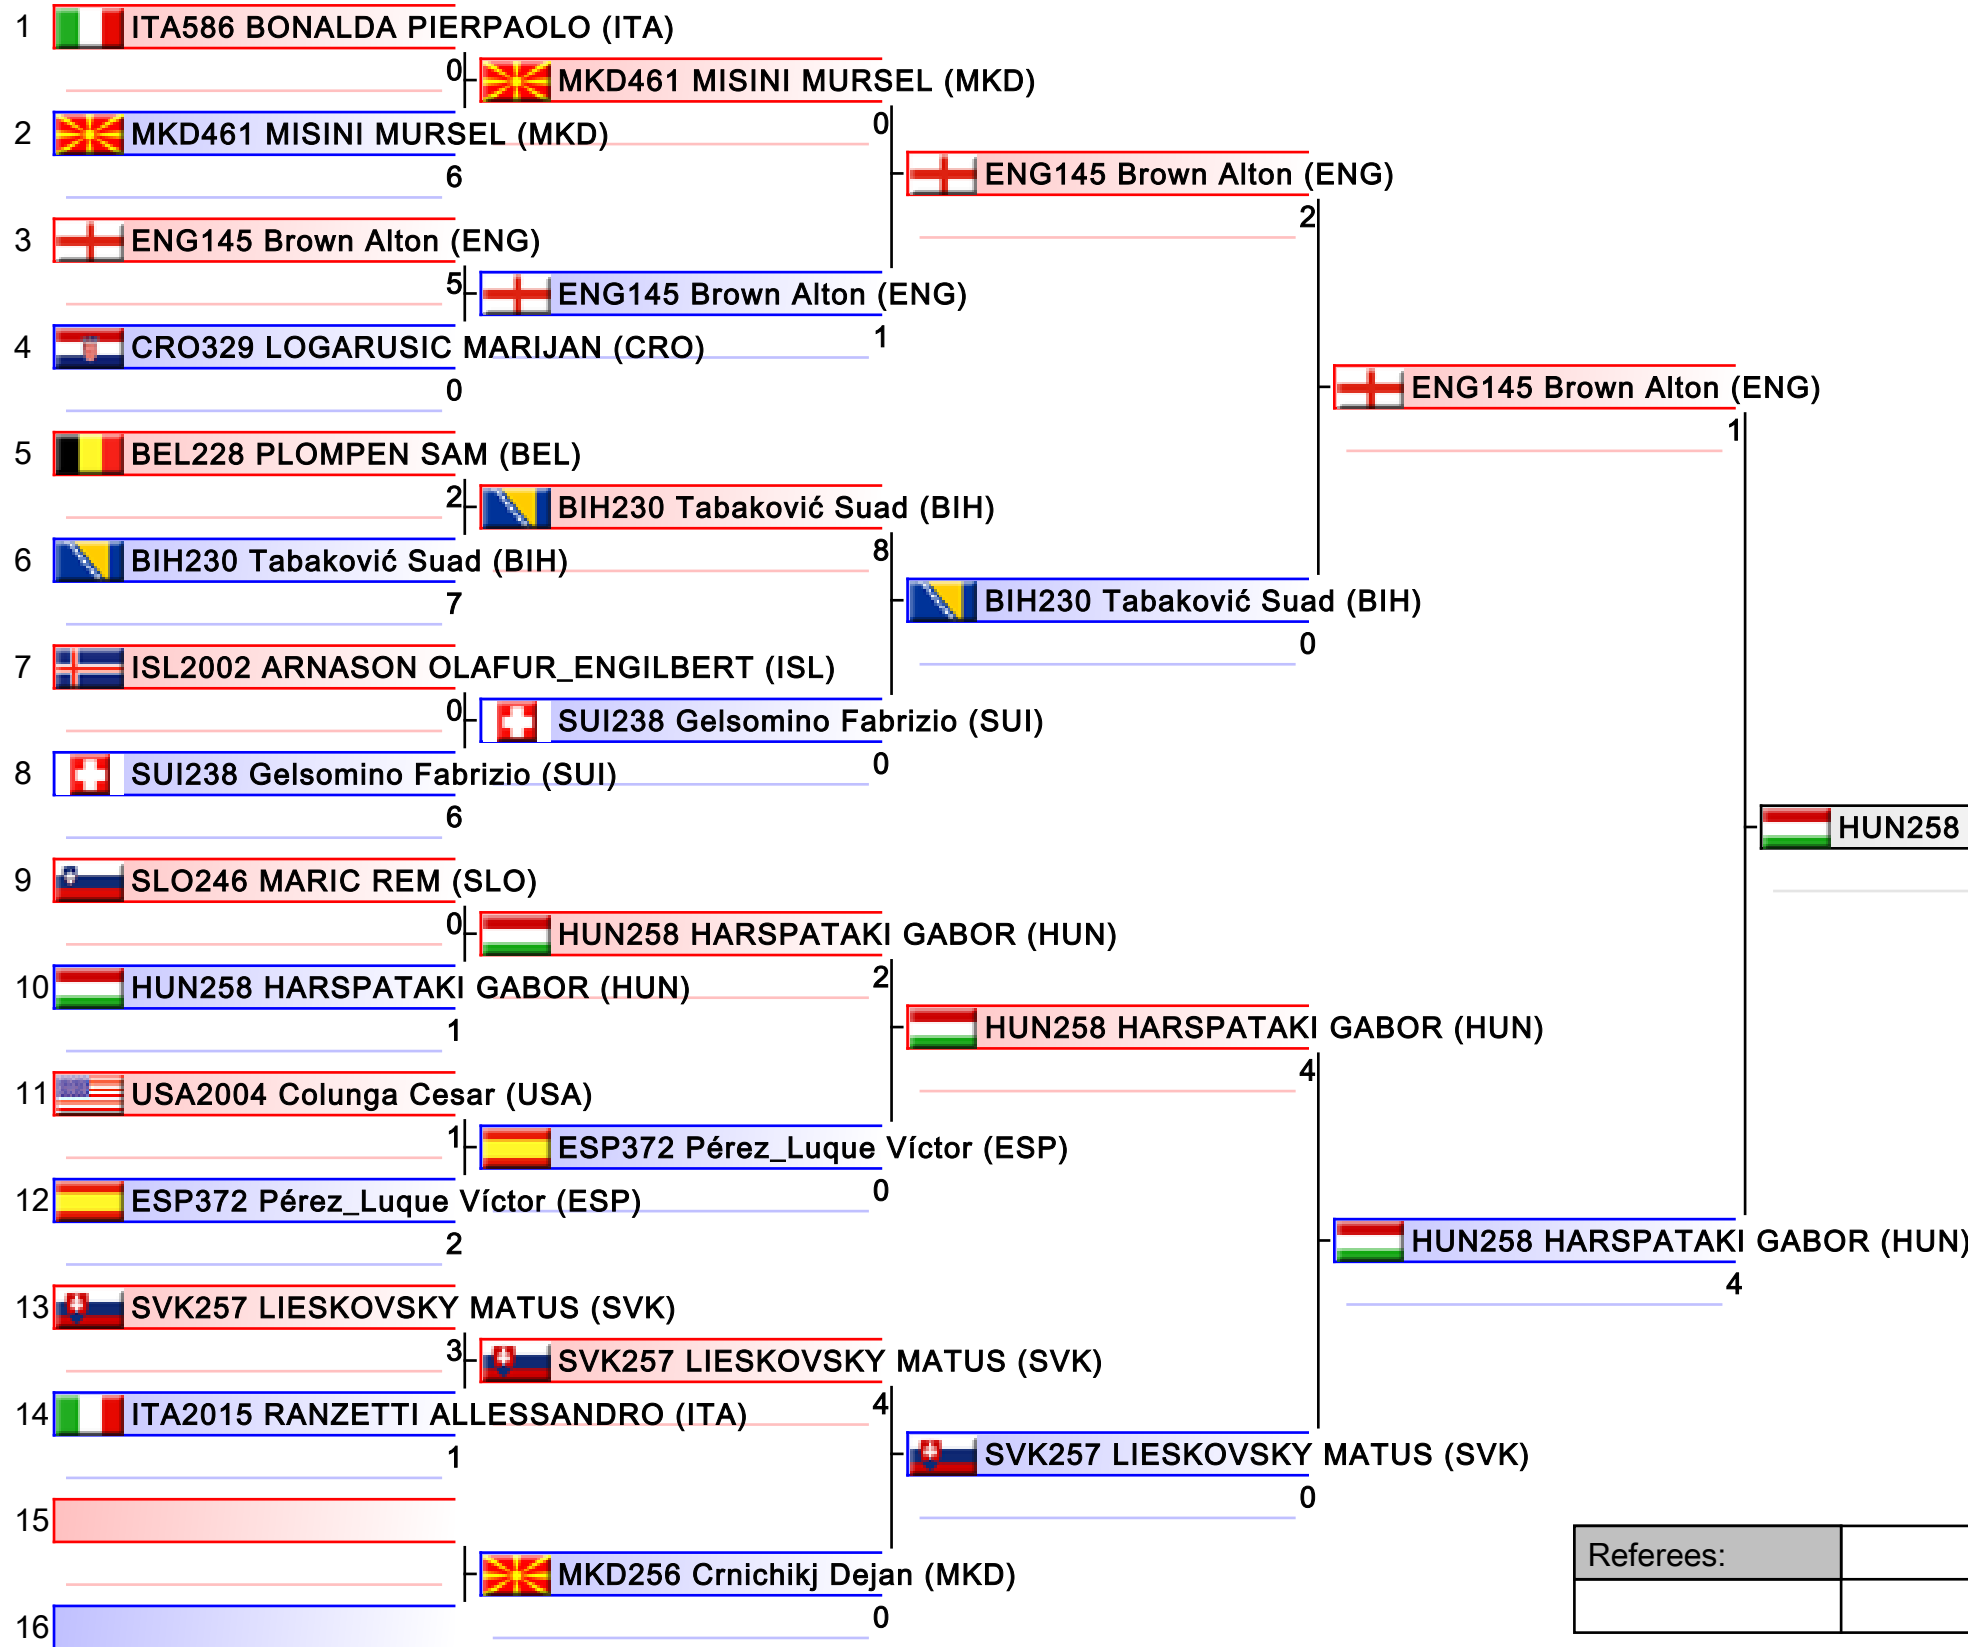 1 ITA586 BONALDA PIERPAOLO (ITA)
0 MKD461 MISINI MURSEL (MKD)
2 MKD461 MISINI MURSEL (MKD) 0
6 ENG145 Brown Alton (ENG)
2
3 ENG145 Brown Alton (ENG)
5 ENG145 Brown Alton (ENG)
4 CRO329 LOGARUSIC MARIJAN (CRO) 1
0 ENG145 Brown Alton (ENG)
1
5 BEL228 PLOMPEN SAM (BEL)
2 BIH230 Tabaković Suad (BIH)
6 BIH230 Tabaković Suad (BIH) 8
7 BIH230 Tabaković Suad (BIH)
0
7 ISL2002 ARNASON OLAFUR_ENGILBERT (ISL)
0 SUI238 Gelsomino Fabrizio (SUI)
8 SUI238 Gelsomino Fabrizio (SUI) 0
6 HUN258
9 SLO246 MARIC REM (SLO)
0 HUN258 HARSPATAKI GABOR (HUN)
10 HUN258 HARSPATAKI GABOR (HUN) 2
1 HUN258 HARSPATAKI GABOR (HUN)
4
11 USA2004 Colunga Cesar (USA)
1 ESP372 Pérez_Luque Víctor (ESP)
12 ESP372 Pérez_Luque Víctor (ESP) 0
2 HUN258 HARSPATAKI GABOR (HUN)
4
13 SVK257 LIESKOVSKY MATUS (SVK)
3 SVK257 LIESKOVSKY MATUS (SVK)
14 ITA2015 RANZETTI ALLESSANDRO (ITA) 4
1 SVK257 LIESKOVSKY MATUS (SVK)
0
15
Referees:
MKD256 Crnichikj Dejan (MKD)
16 0